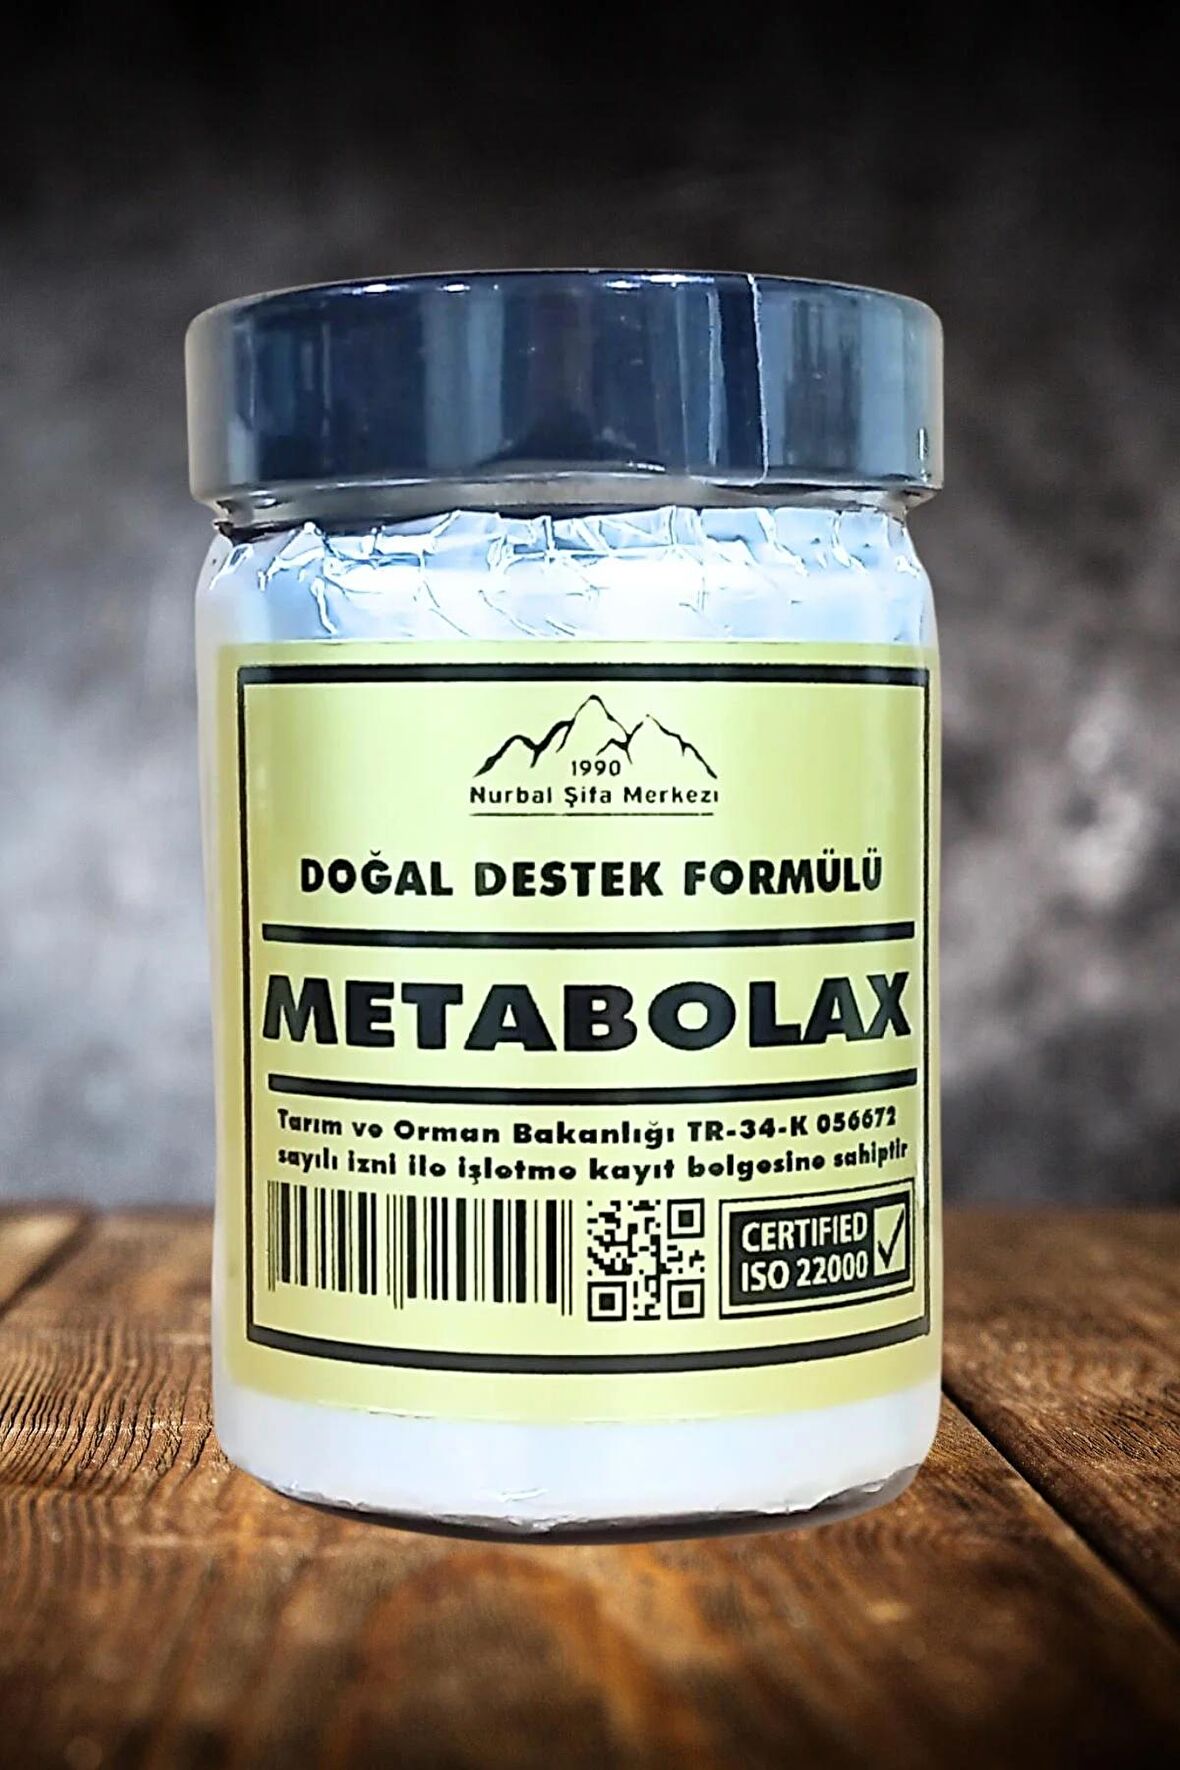 1990
Nurbal Şifa Merkezi
DOĞAL DESTEK FORMÜLÜ
METABOLAX
Tarım ve Orman Bakanlığı TR-34-K 056672
sayılı izni ile işletme kayıt belgesine sahiptir
CERTIFIED
ISO 22000